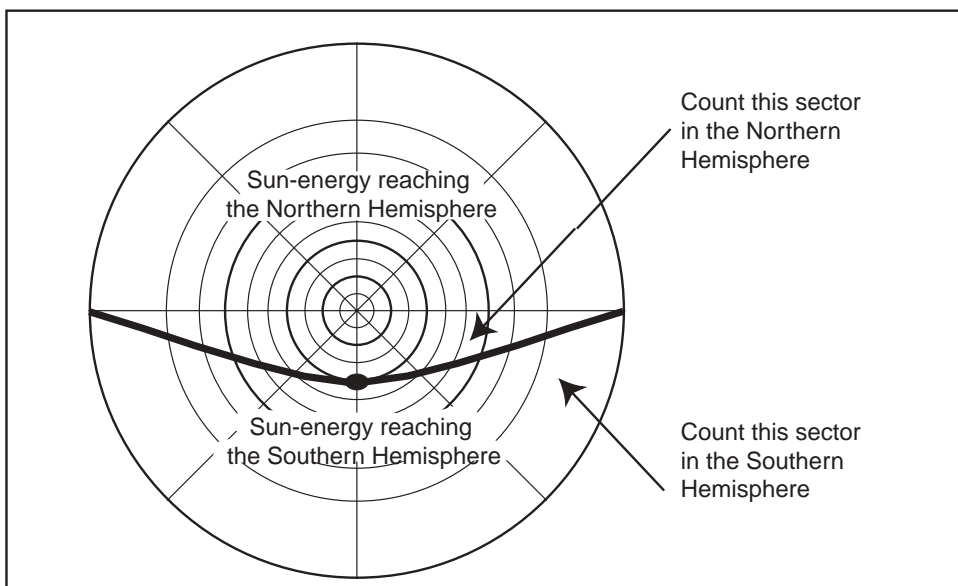 Count this sector
in the Northern
Hemisphere
Sun-energy reaching
the Northern Hemisphere
Sun-energy reaching
the Southern Hemisphere
Count this sector
in the Southern
Hemisphere